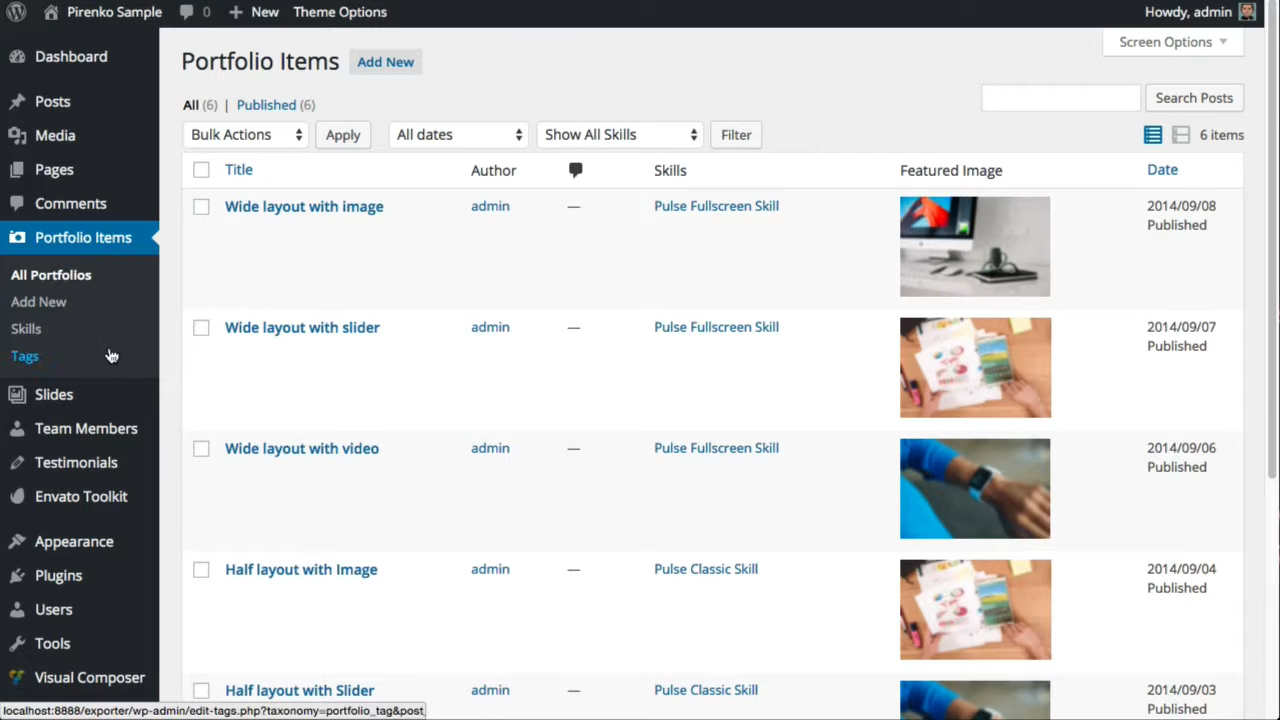 Pirenko Sample 0 + New Theme Options Howdy, admin
Dashboard
Posts
Media
Pages
Comments
Portfolio Items
All Portfolios
Add New
Skills
Tags
Slides
Team Members
Testimonials
Envato Toolkit
Appearance
Plugins
Users
Tools
Visual Composer
Screen Options
Portfolio Items Add New
All (6) | Published (6)
Search Posts
Bulk Actions Apply All dates Show All Skills Filter 6 items
Title Author Skills Featured Image Date
Wide layout with image admin — Pulse Fullscreen Skill 2014/09/08
Published
Wide layout with slider admin — Pulse Fullscreen Skill 2014/09/07
Published
Wide layout with video admin — Pulse Fullscreen Skill 2014/09/06
Published
Half layout with Image admin — Pulse Classic Skill 2014/09/04
Published
Half layout with Slider admin — Pulse Classic Skill 2014/09/03
Published
localhost:8888/exporter/wp-admin/edit-tags.php?taxonomy=portfolio_tag&post_